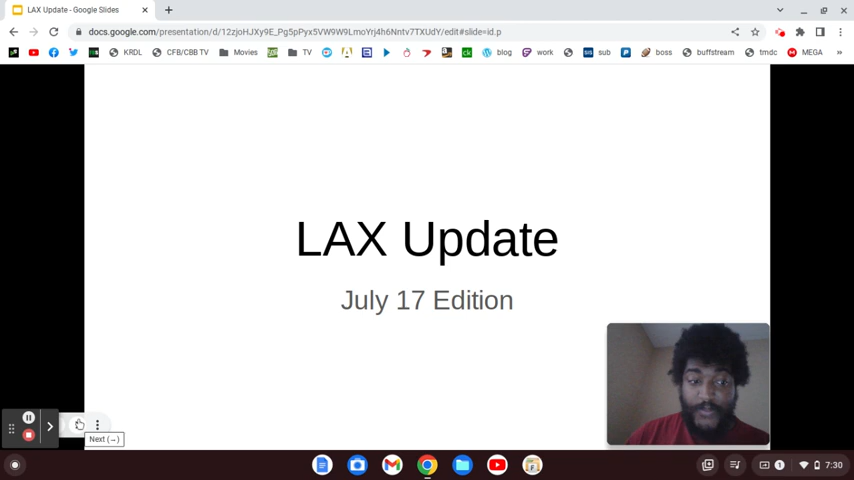 LAX Update - Google Slides
docs.google.com/presentation/d/12zjoHJXy9E_Pg5pPyx5VW9W9LmoYrj4h6Nntv7TXUdY/edit#slide=id.p
KRDL CFB/CBB TV Movies TV blog work sub boss buffstream tmdc MEGA »
LAX Update
July 17 Edition
Next (→)
1 7:30